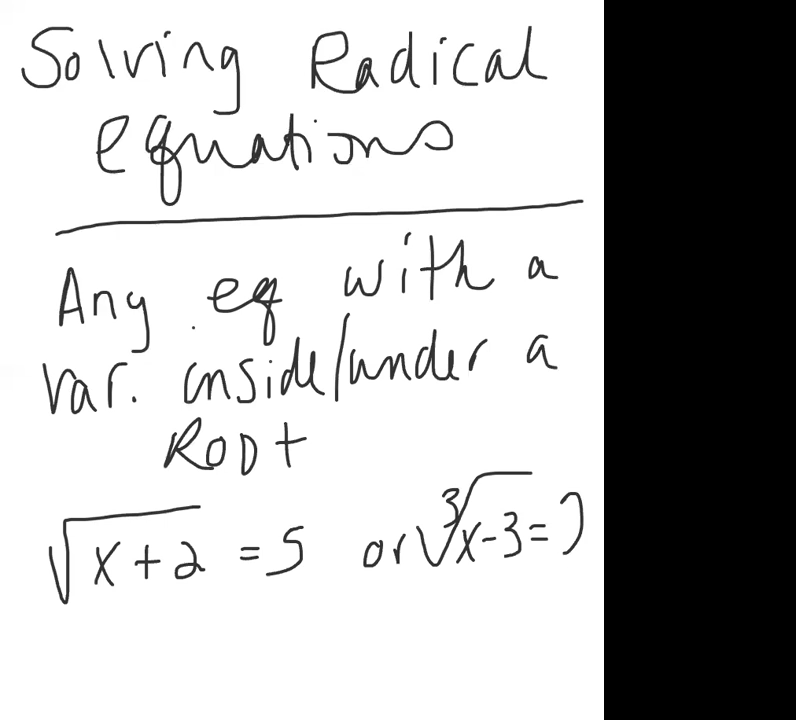 Solving Radical
equations
Any eq with a
var. inside/under a
Root
√x+2 = 5 or ∛x-3 = 7